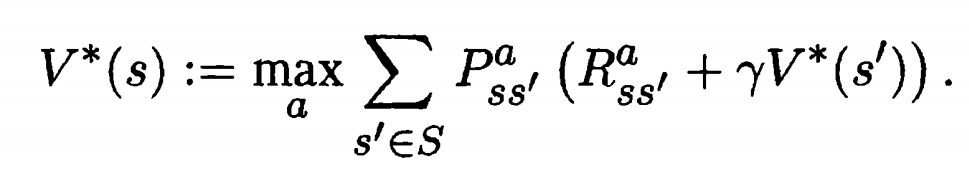 V*(s) := max_a ∑_{s'∈S} P^a_{ss'} (R^a_{ss'} + γV*(s')) .